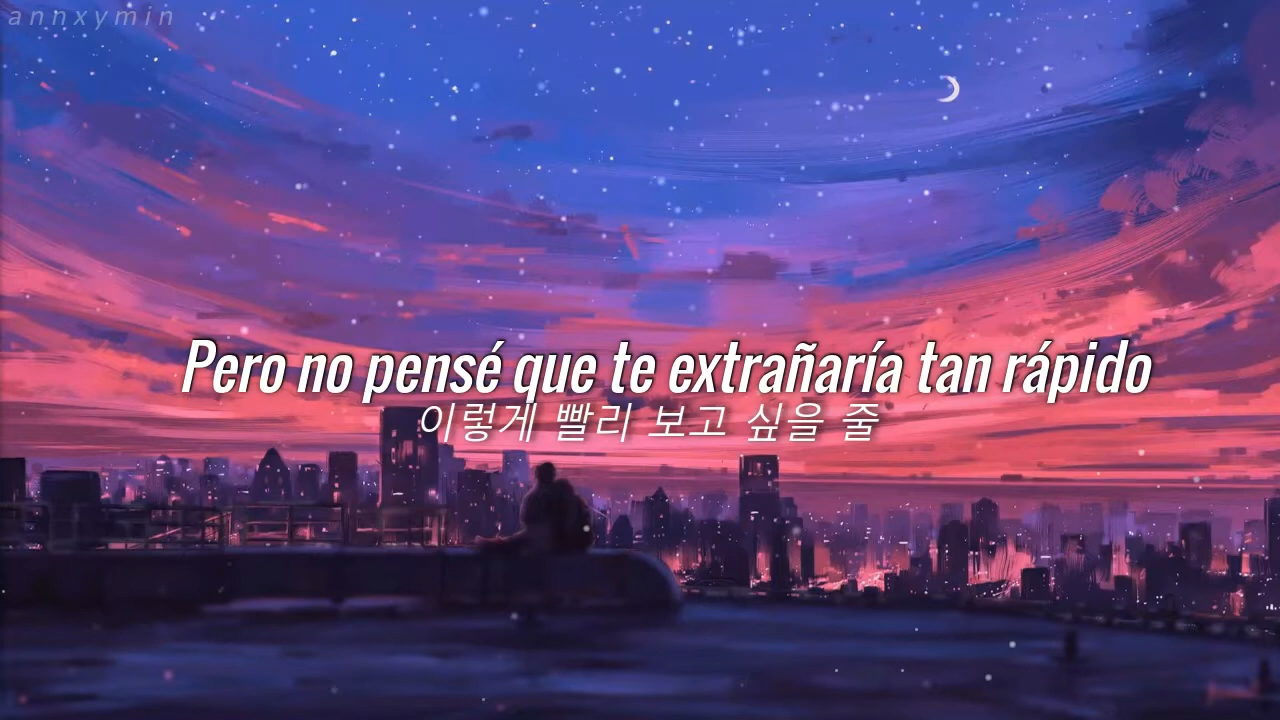 annxymin
Pero no pensé que te extrañaría tan rápido
이렇게 빨리 보고 싶을 줄